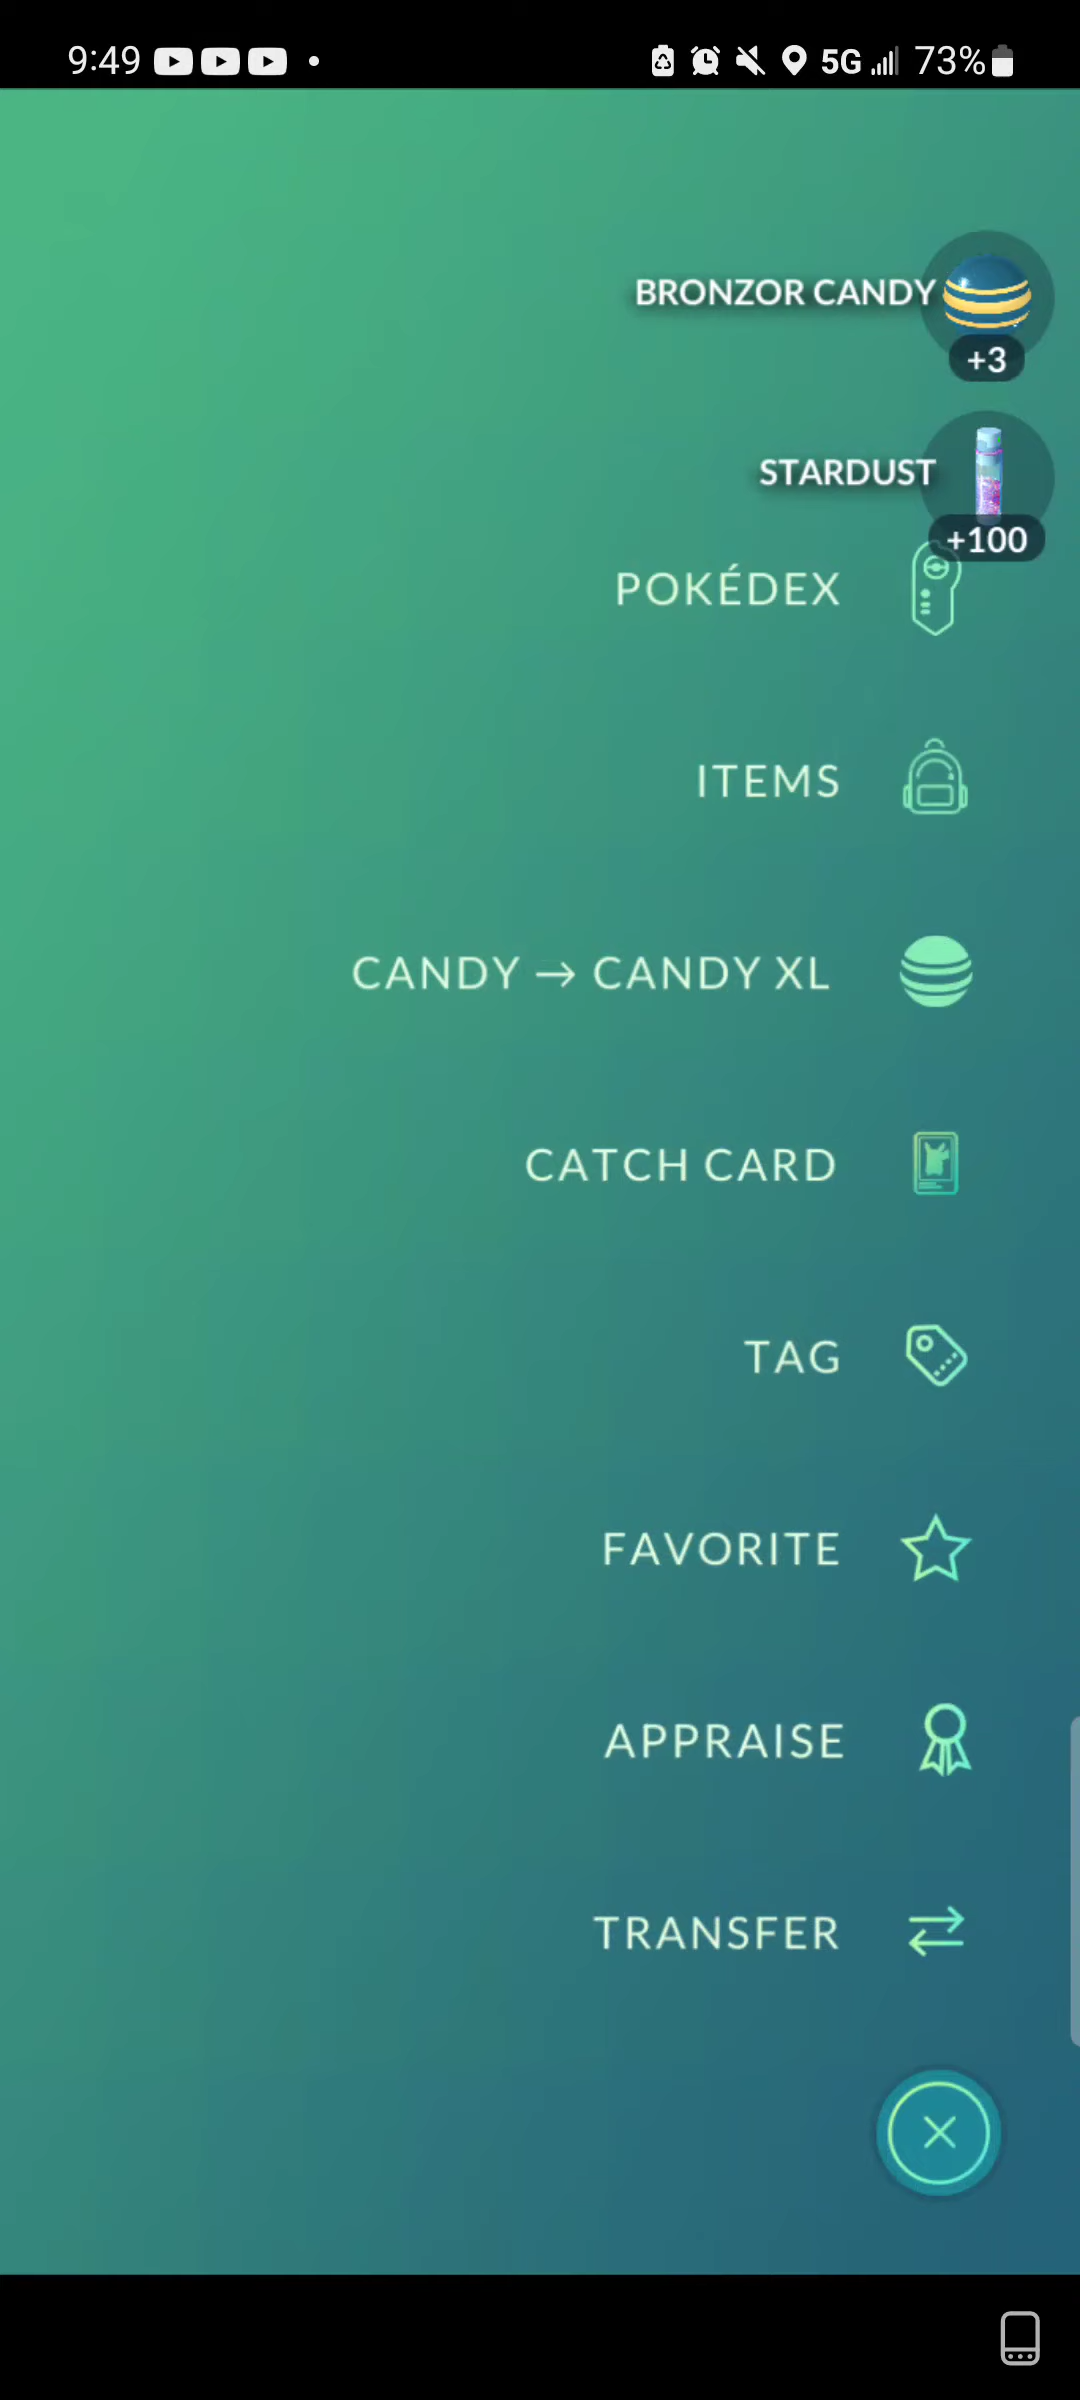 9:49 5G 73%
BRONZOR CANDY
+3
STARDUST
+100
POKÉDEX
ITEMS
CANDY → CANDY XL
CATCH CARD
TAG
FAVORITE
APPRAISE
TRANSFER